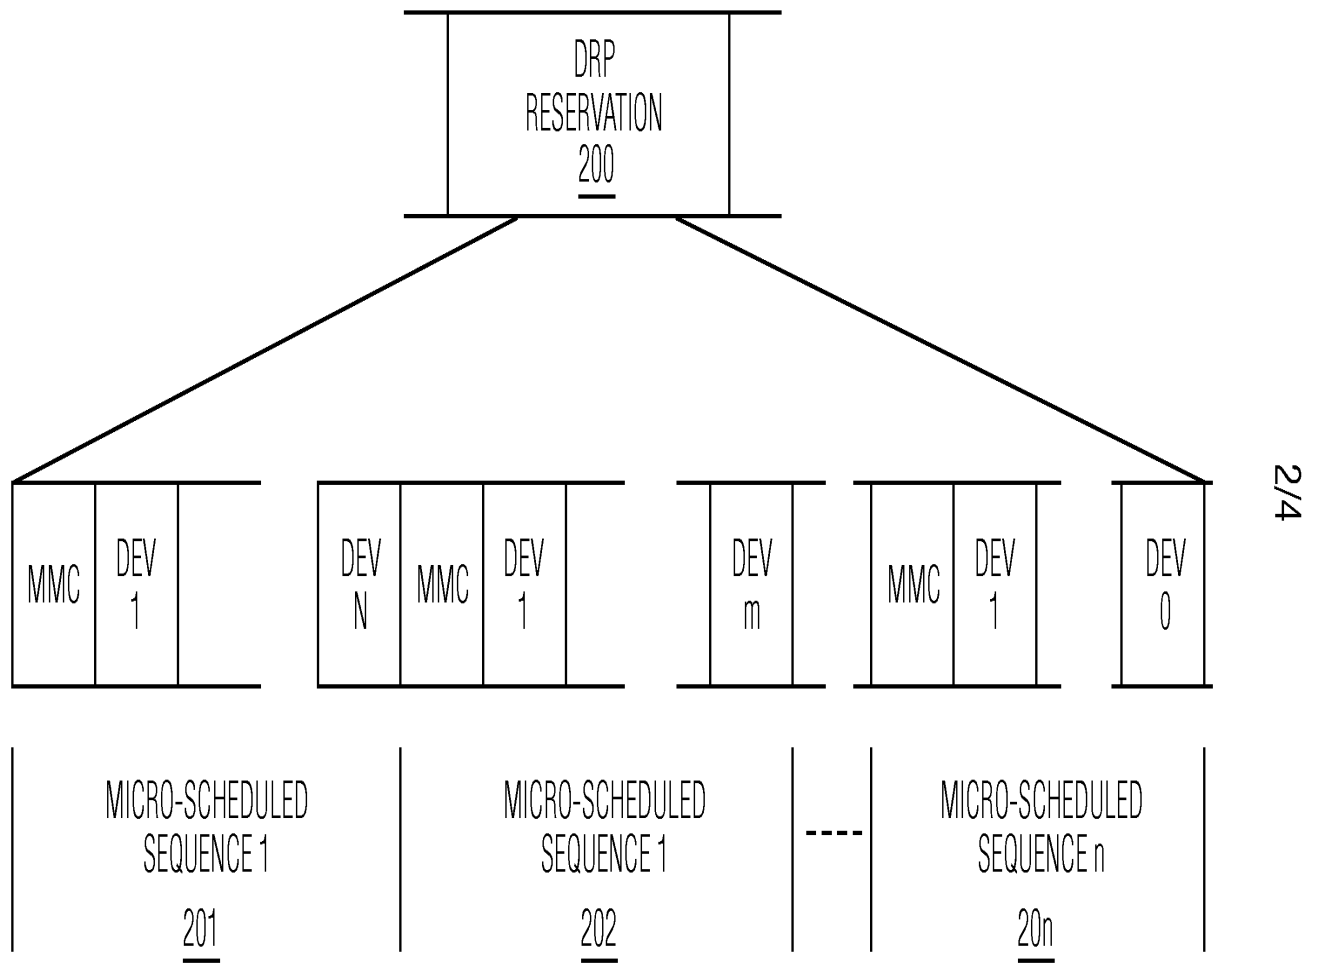 DRP
RESERVATION
200
2/4
MMC
DEV
1
DEV
N
MMC
DEV
1
DEV
m
MMC
DEV
1
DEV
0
MICRO-SCHEDULED
SEQUENCE 1
201
MICRO-SCHEDULED
SEQUENCE 1
202
----
MICRO-SCHEDULED
SEQUENCE n
20n